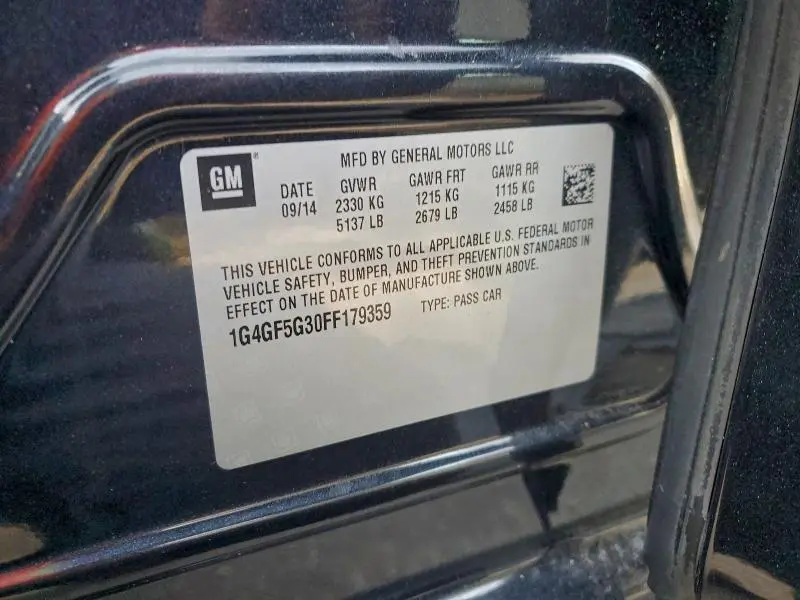 GM
MFD BY GENERAL MOTORS LLC
DATE GVWR GAWR FRT GAWR RR
09/14 2330 KG 1215 KG 1115 KG
5137 LB 2679 LB 2458 LB
THIS VEHICLE CONFORMS TO ALL APPLICABLE U.S. FEDERAL MOTOR
VEHICLE SAFETY, BUMPER, AND THEFT PREVENTION STANDARDS IN
EFFECT ON THE DATE OF MANUFACTURE SHOWN ABOVE.
1G4GF5G30FF179359 TYPE: PASS CAR